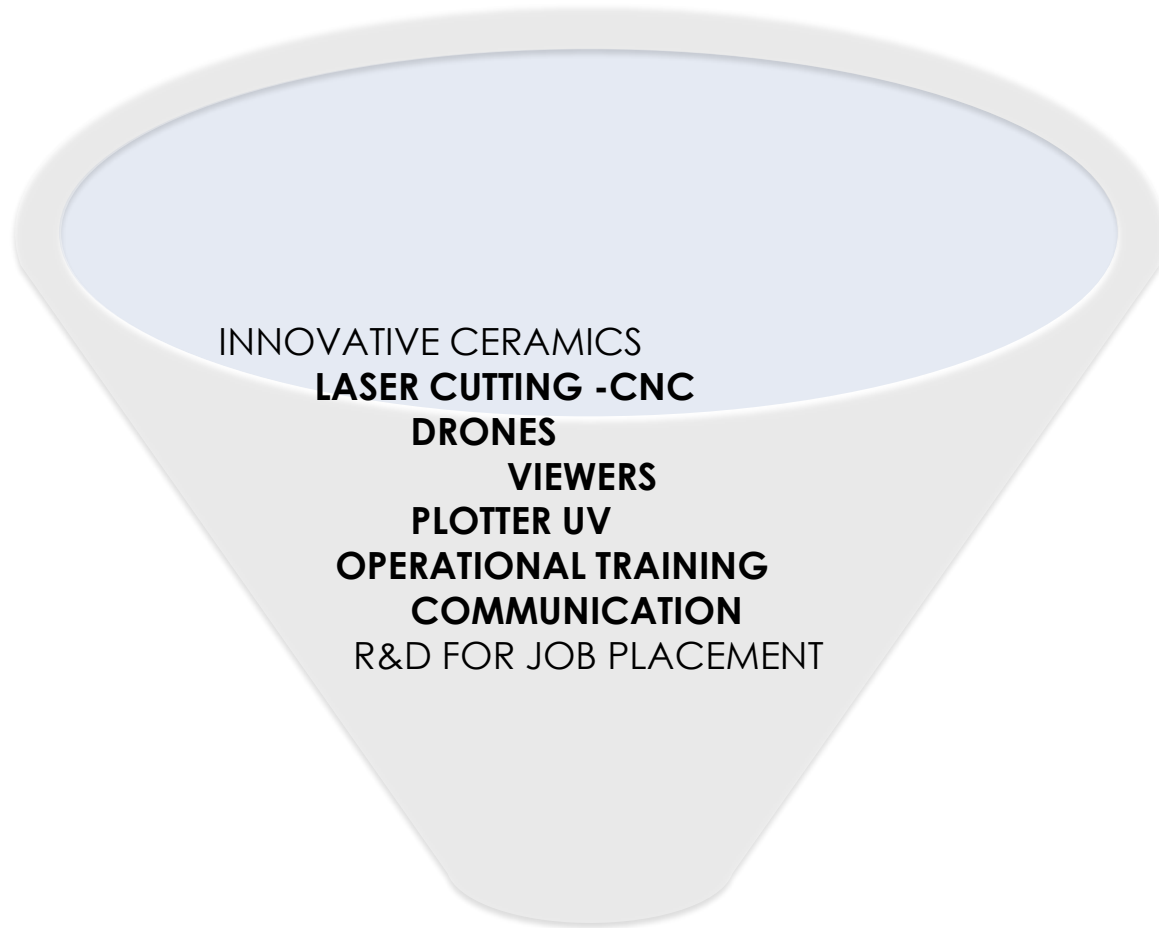 INNOVATIVE CERAMICS
LASER CUTTING -CNC
DRONES
VIEWERS
PLOTTER UV
OPERATIONAL TRAINING
COMMUNICATION
R&D FOR JOB PLACEMENT